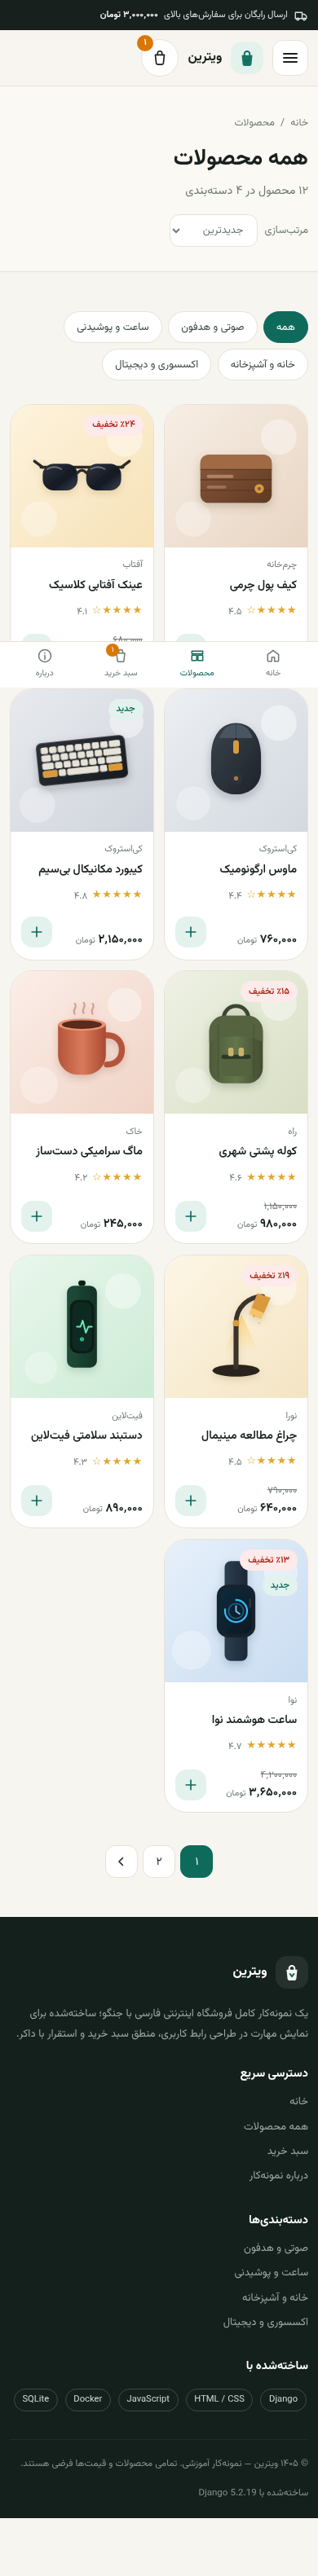 ارسال رایگان برای سفارش‌های بالای ۳,۰۰۰,۰۰۰ تومان
ویترین
۱
خانه / محصولات
همه محصولات
۱۲ محصول در ۴ دسته‌بندی
مرتب‌سازی
جدیدترین
همه
صوتی و هدفون
ساعت و پوشیدنی
خانه و آشپزخانه
اکسسوری و دیجیتال
چرم‌خانه
کیف پول چرمی
★★★★☆ ۴.۵
۲۴٪ تخفیف
آفتاب
عینک آفتابی کلاسیک
★★★★☆ ۴.۱
۶۸۰,۰۰۰
خانه
محصولات
۱
سبد خرید
درباره
کی‌استروک
ماوس ارگونومیک
★★★★☆ ۴.۴
۷۶۰,۰۰۰ تومان
جدید
کی‌استروک
کیبورد مکانیکال بی‌سیم
★★★★★ ۴.۸
۲,۱۵۰,۰۰۰ تومان
۱۵٪ تخفیف
راه
کوله پشتی شهری
★★★★★ ۴.۶
۱,۱۵۰,۰۰۰
۹۸۰,۰۰۰ تومان
خاک
ماگ سرامیکی دست‌ساز
★★★★☆ ۴.۲
۲۴۵,۰۰۰ تومان
۱۹٪ تخفیف
نورا
چراغ مطالعه مینیمال
★★★★☆ ۴.۵
۷۹۰,۰۰۰
۶۴۰,۰۰۰ تومان
فیت‌لاین
دستبند سلامتی فیت‌لاین
★★★★☆ ۴.۳
۸۹۰,۰۰۰ تومان
۱۳٪ تخفیف
جدید
نوا
ساعت هوشمند نوا
★★★★★ ۴.۷
۴,۲۰۰,۰۰۰
۳,۶۵۰,۰۰۰ تومان
۱
۲
ویترین
یک نمونه‌کار کامل فروشگاه اینترنتی فارسی با جنگو؛ ساخته‌شده برای
نمایش مهارت در طراحی رابط کاربری، منطق سبد خرید و استقرار با داکر.
دسترسی سریع
خانه
همه محصولات
سبد خرید
درباره نمونه‌کار
دسته‌بندی‌ها
صوتی و هدفون
ساعت و پوشیدنی
خانه و آشپزخانه
اکسسوری و دیجیتال
ساخته‌شده با
Django
HTML / CSS
JavaScript
Docker
SQLite
© ۱۴۰۵ ویترین — نمونه‌کار آموزشی. تمامی محصولات و قیمت‌ها فرضی هستند.
ساخته‌شده با Django 5.2.19